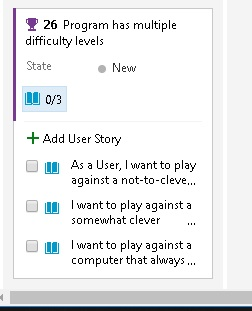 26 Program has multiple
difficulty levels
State
New
0/3
Add User Story
As a User, I want to play
against a not-to-cleve...
I want to play against a
somewhat clever ...
I want to play against a
computer that always ...